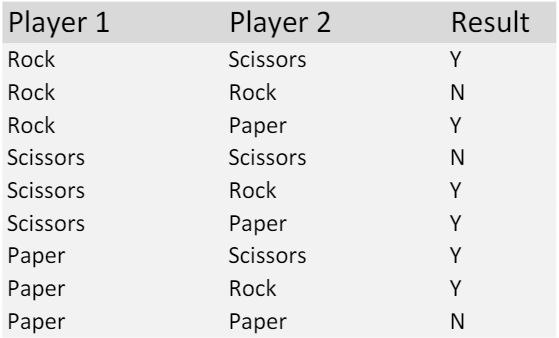 Player 1 Player 2 Result
Rock Scissors Y
Rock Rock N
Rock Paper Y
Scissors Scissors N
Scissors Rock Y
Scissors Paper Y
Paper Scissors Y
Paper Rock Y
Paper Paper N